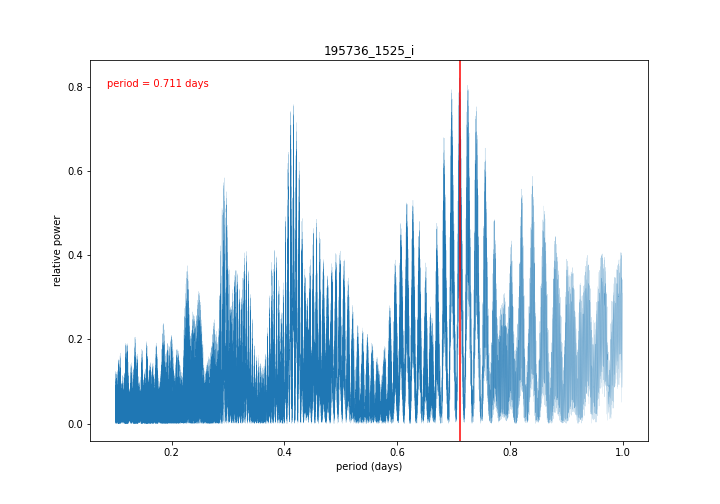 195736_1525_i
period = 0.711 days
relative power
0.8
0.6
0.4
0.2
0.0
0.2 0.4 0.6 0.8 1.0
period (days)